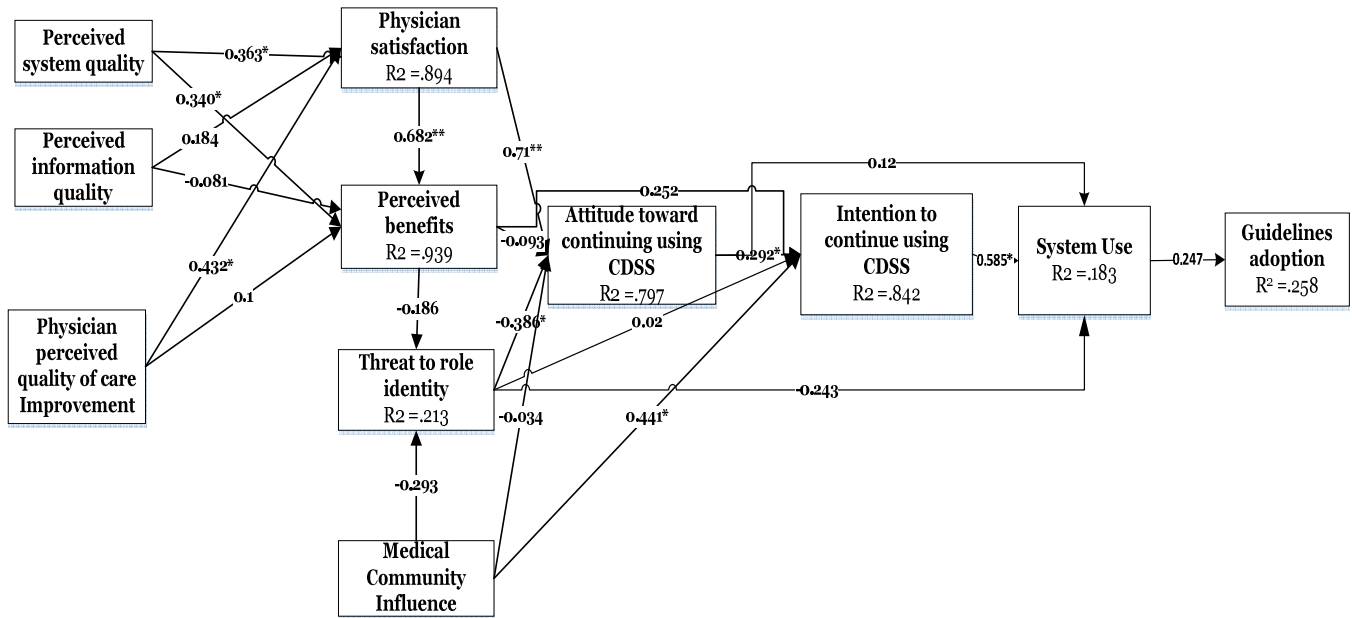 Perceived
system quality
Perceived
information
quality
Physician
perceived
quality of care
Improvement
0.363*
0.340*
0.184
-0.081
0.432*
0.1
Physician
satisfaction
R2 =.894
0.682**
Perceived
benefits
R2 =.939
-0.186
Threat to role
identity
R2 =.213
-0.293
Medical
Community
Influence
0.71**
-0.093
-0.386*
-0.034
0.252
Attitude toward
continuing using
CDSS
R2 =.797
0.292*
0.02
0.441*
0.12
-0.243
Intention to
continue using
CDSS
R2 =.842
0.585*
System Use
R2 =.183
0.247
Guidelines
adoption
R² =.258